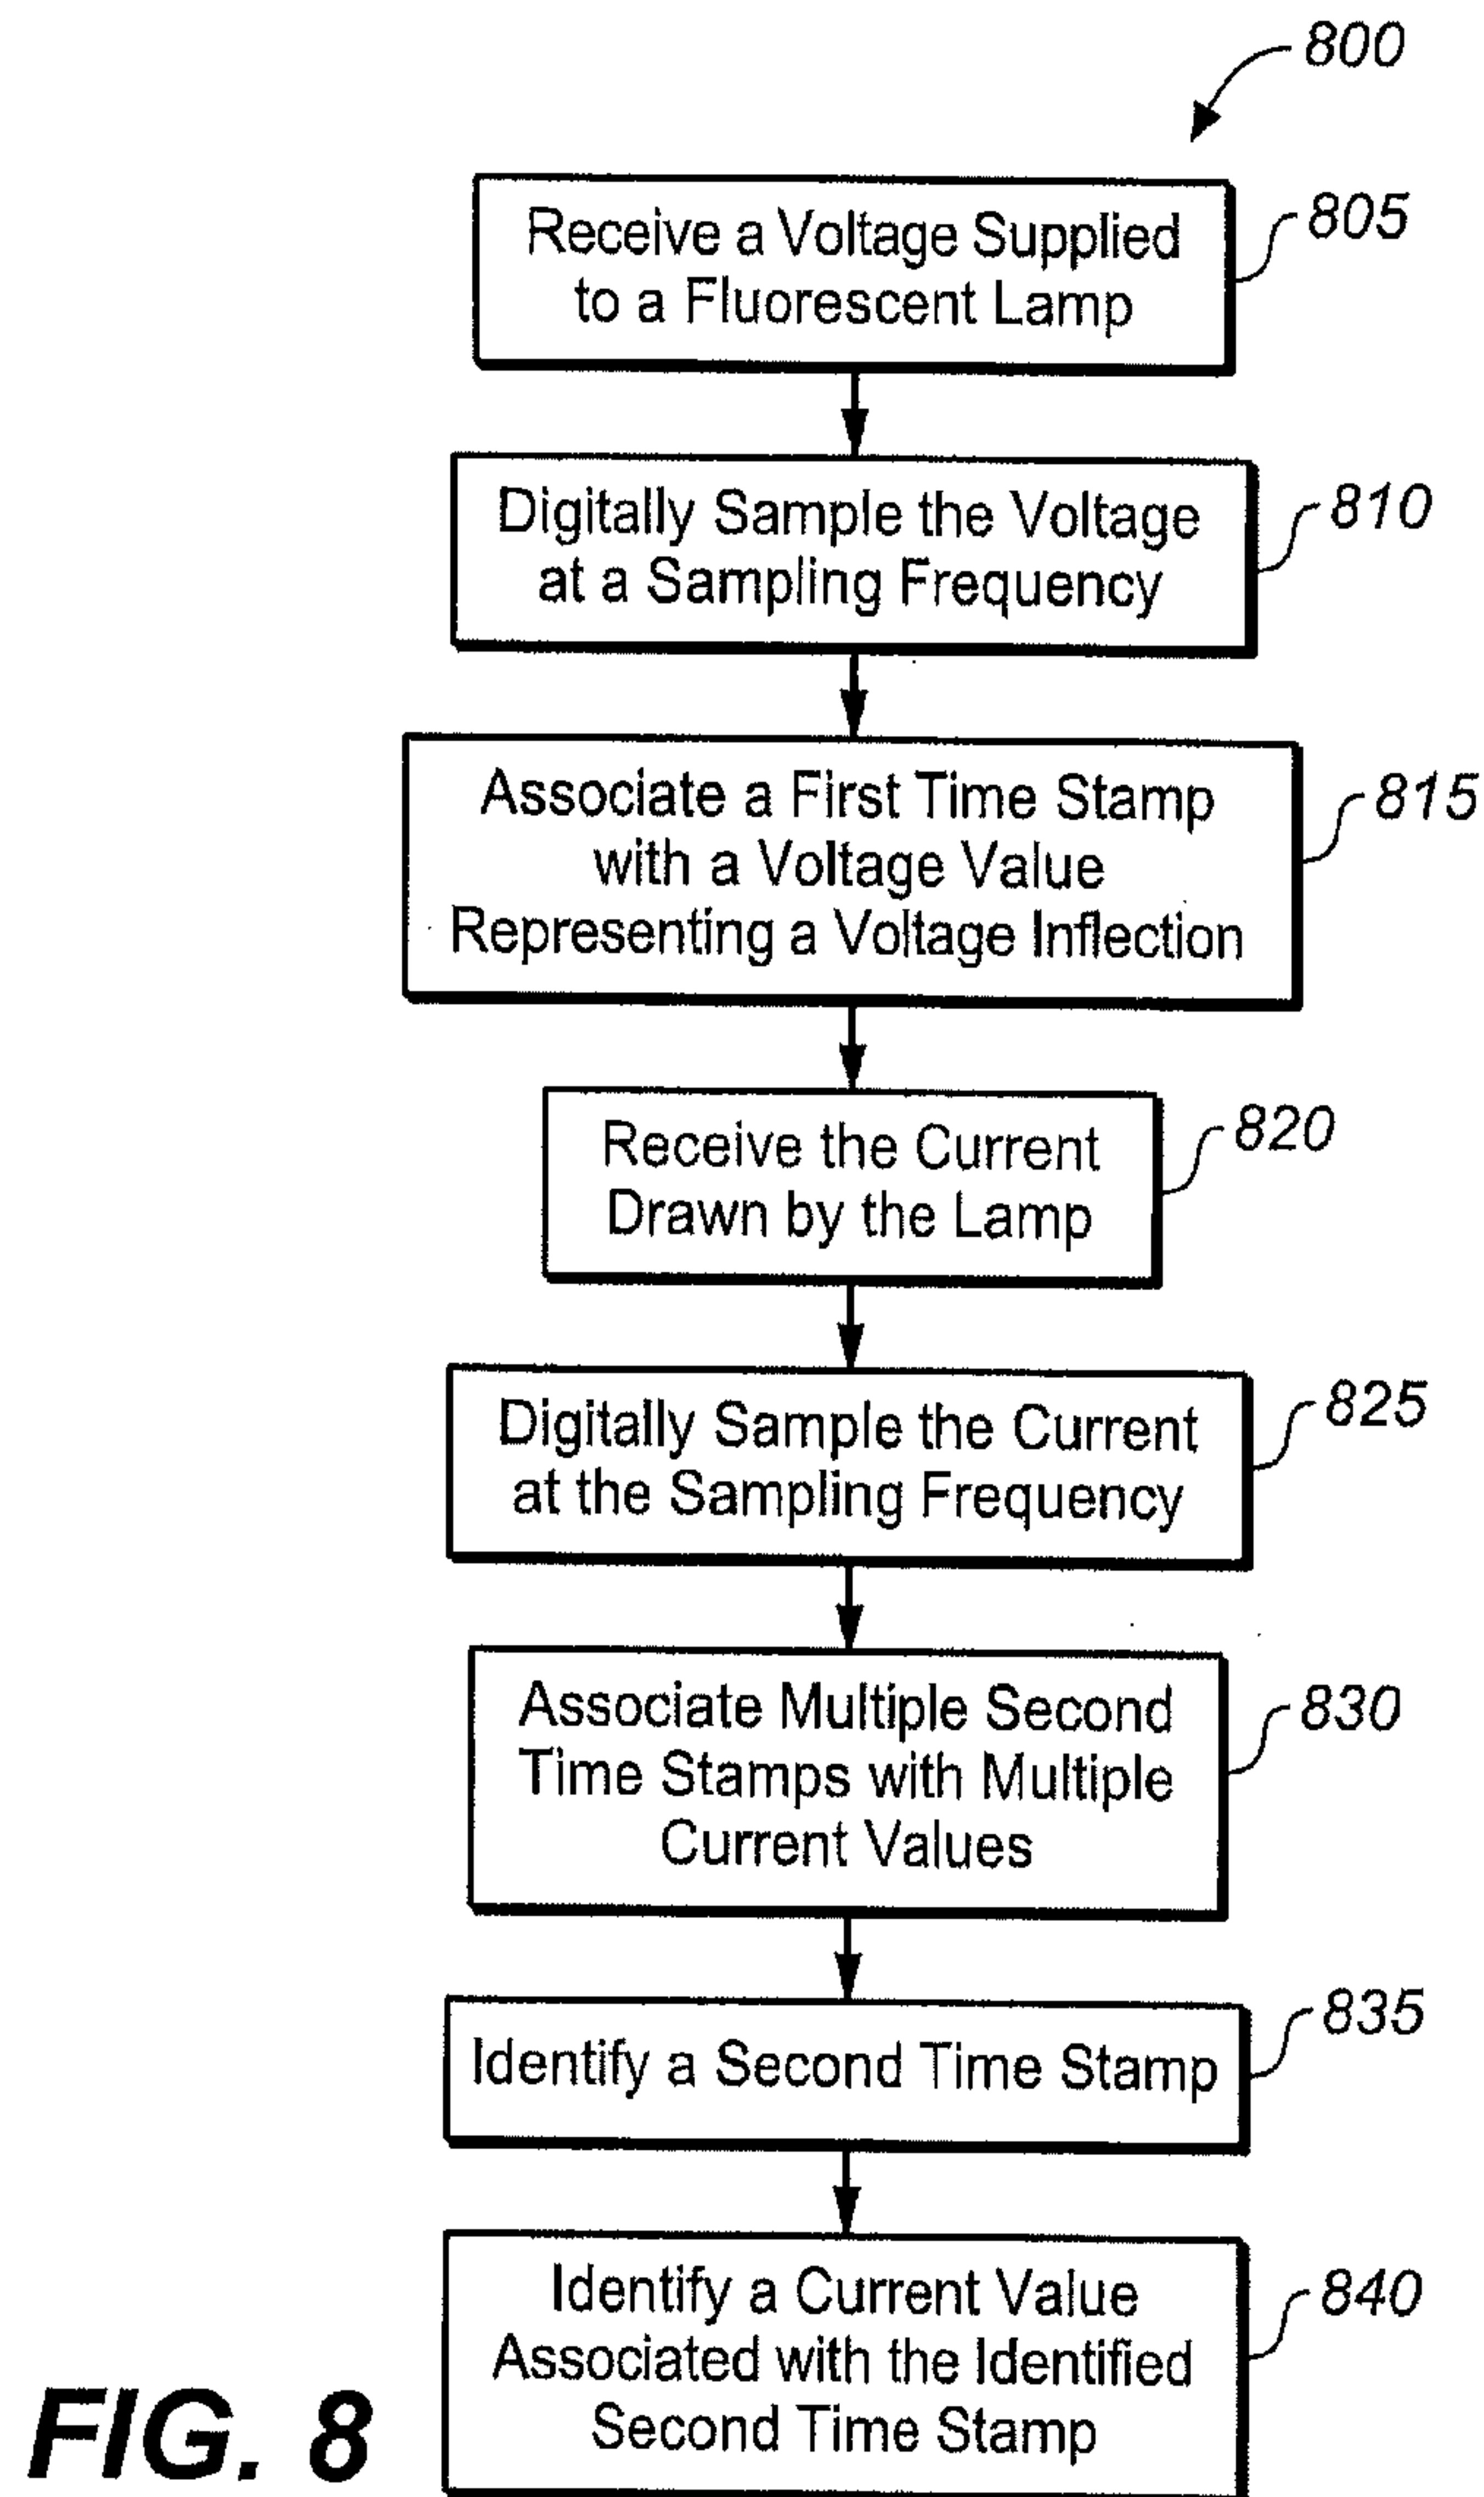 800
Receive a Voltage Supplied
to a Fluorescent Lamp
805
Digitally Sample the Voltage
at a Sampling Frequency
810
Associate a First Time Stamp
with a Voltage Value
Representing a Voltage Inflection
815
Receive the Current
Drawn by the Lamp
820
Digitally Sample the Current
at the Sampling Frequency
825
Associate Multiple Second
Time Stamps with Multiple
Current Values
830
Identify a Second Time Stamp
835
Identify a Current Value
Associated with the Identified
Second Time Stamp
840
FIG. 8